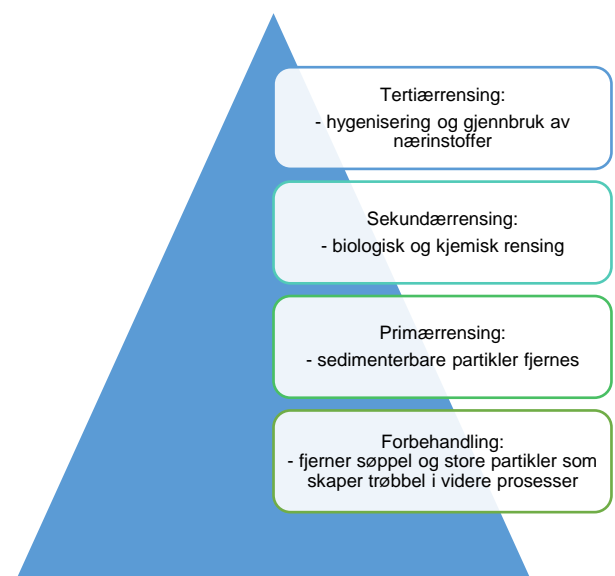 Tertiærrensing:
- hygenisering og gjennbruk av
nærinstoffer
Sekundærrensing:
- biologisk og kjemisk rensing
Primærrensing:
- sedimenterbare partikler fjernes
Forbehandling:
- fjerner søppel og store partikler som
skaper trøbbel i videre prosesser